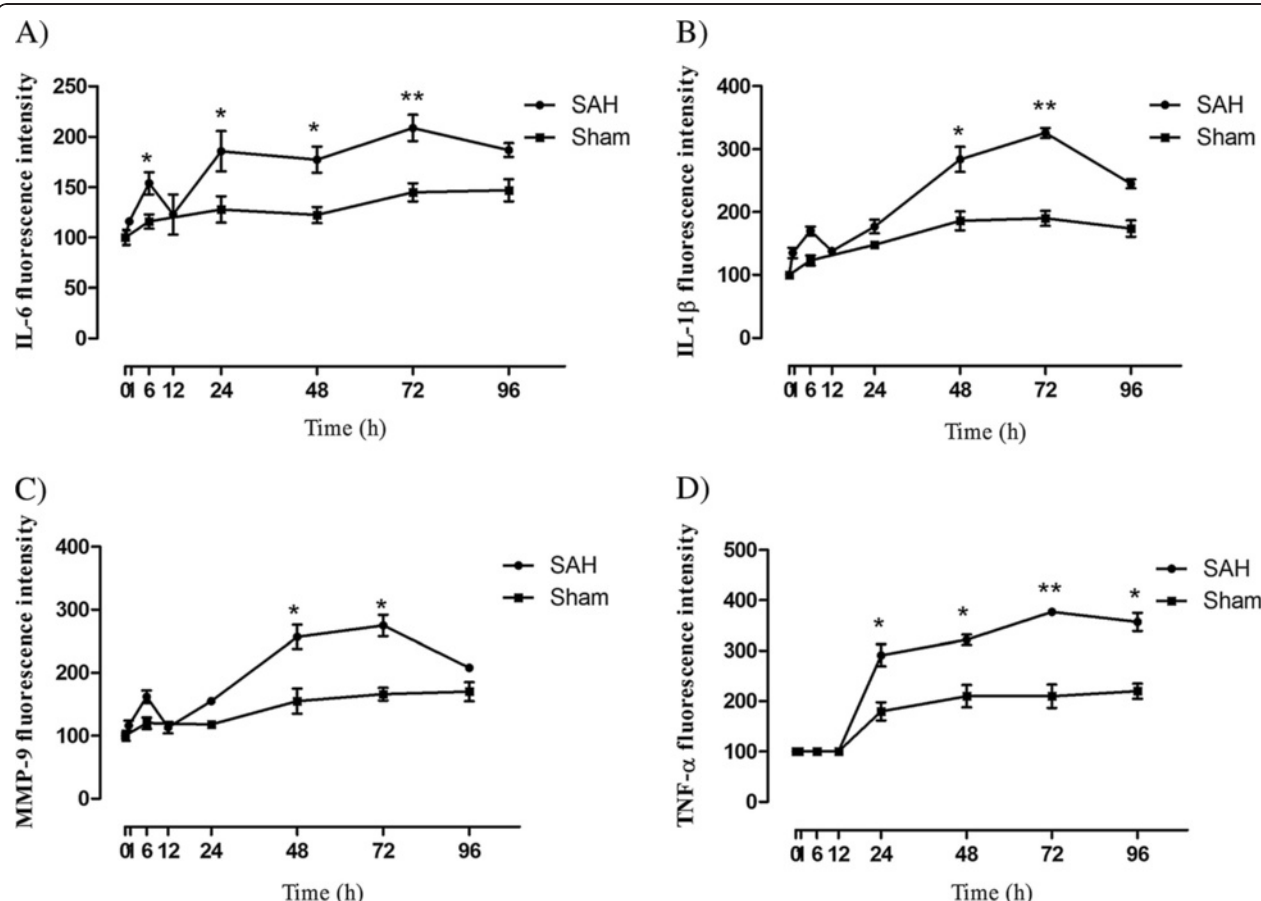 A)
IL-6 fluorescence intensity
250
200
150
100
50
0
* * * **
SAH
Sham
0 1 6 12 24 48 72 96
Time (h)
B)
IL-1β fluorescence intensity
400
300
200
100
0
* **
SAH
Sham
0 1 6 12 24 48 72 96
Time (h)
C)
MMP-9 fluorescence intensity
400
300
200
100
0
* *
SAH
Sham
0 1 6 12 24 48 72 96
Time (h)
D)
TNF-α fluorescence intensity
500
400
300
200
100
0
* * ** *
SAH
Sham
0 1 6 12 24 48 72 96
Time (h)